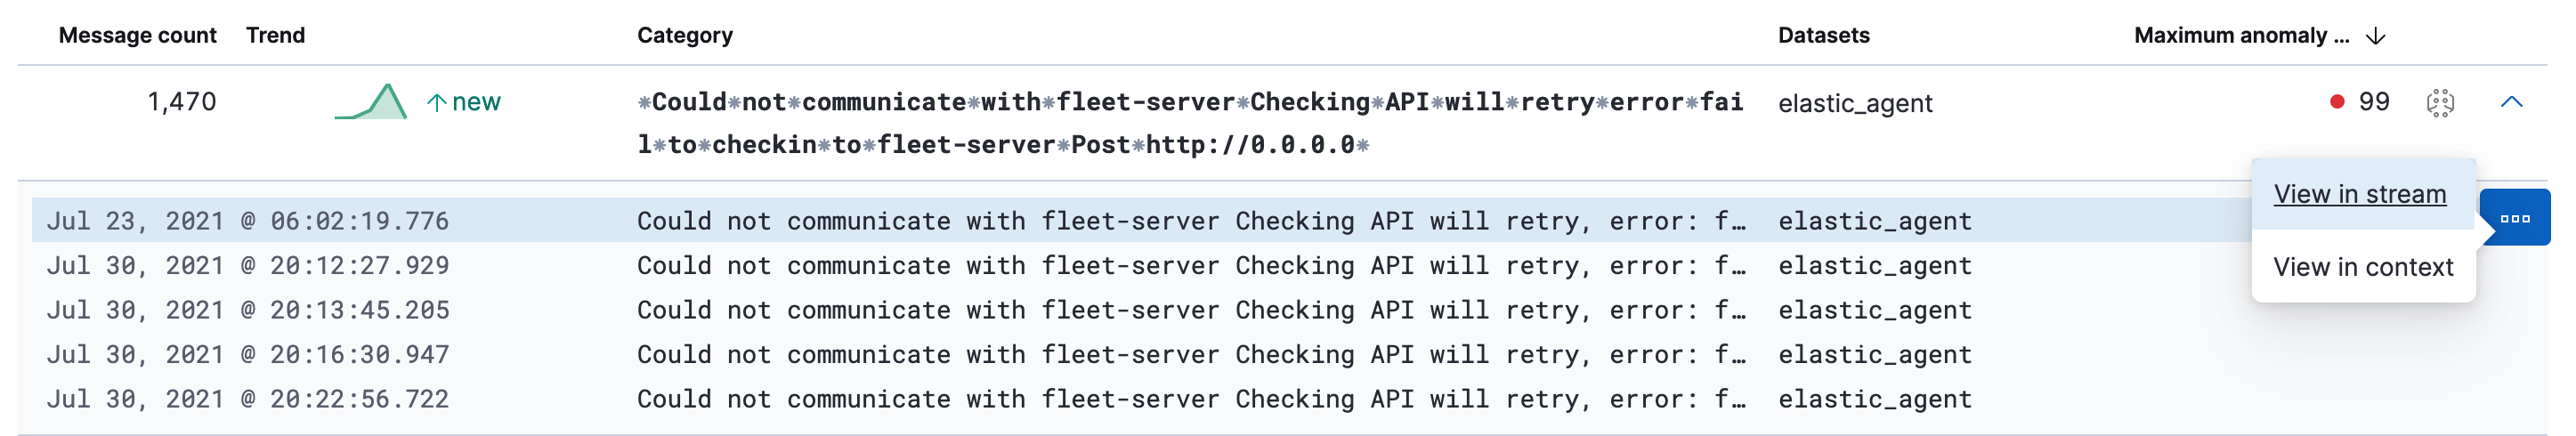 Message count Trend Category Datasets Maximum anomaly ... ↓
1,470 ↑ new *Could*not*communicate*with*fleet-server*Checking*API*will*retry*error*fai elastic_agent 99
l*to*checkin*to*fleet-server*Post*http://0.0.0.0*
View in stream
Jul 23, 2021 @ 06:02:19.776 Could not communicate with fleet-server Checking API will retry, error: f… elastic_agent
Jul 30, 2021 @ 20:12:27.929 Could not communicate with fleet-server Checking API will retry, error: f… elastic_agent View in context
Jul 30, 2021 @ 20:13:45.205 Could not communicate with fleet-server Checking API will retry, error: f… elastic_agent
Jul 30, 2021 @ 20:16:30.947 Could not communicate with fleet-server Checking API will retry, error: f… elastic_agent
Jul 30, 2021 @ 20:22:56.722 Could not communicate with fleet-server Checking API will retry, error: f… elastic_agent